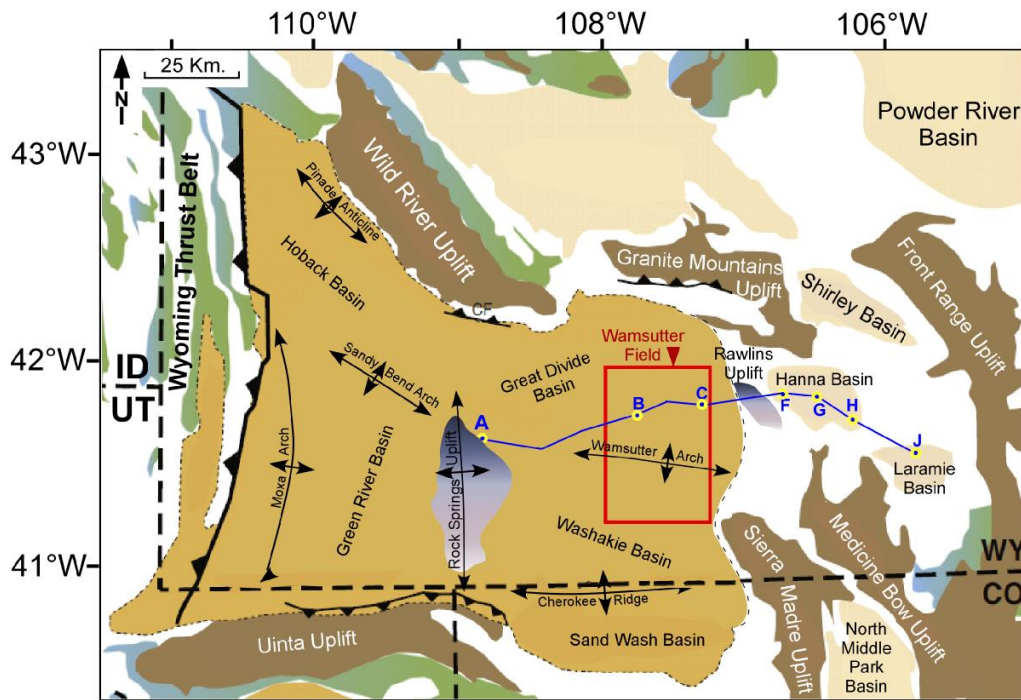 110°W
108°W
106°W
25 Km.
N
43°W
42°W
41°W
Powder River
Basin
Wyoming Thrust Belt
Pinade Anticline
Wild River Uplift
Hoback Basin
Granite Mountains
Uplift
Shirley Basin
Front Range Uplift
CF
Wamsutter
Field
Rawlins
Uplift
Hanna Basin
ID
UT
Sandy Bend Arch
Great Divide
Basin
A
B
C
F
G
H
J
Laramie
Basin
Moxa Arch
Green River Basin
Rock Springs Uplift
Wamsutter Arch
Washakie Basin
Cherokee Ridge
Sand Wash Basin
Uinta Uplift
Sierra
Madre Uplift
Medicine Bow Uplift
North
Middle
Park
Basin
WY
CO